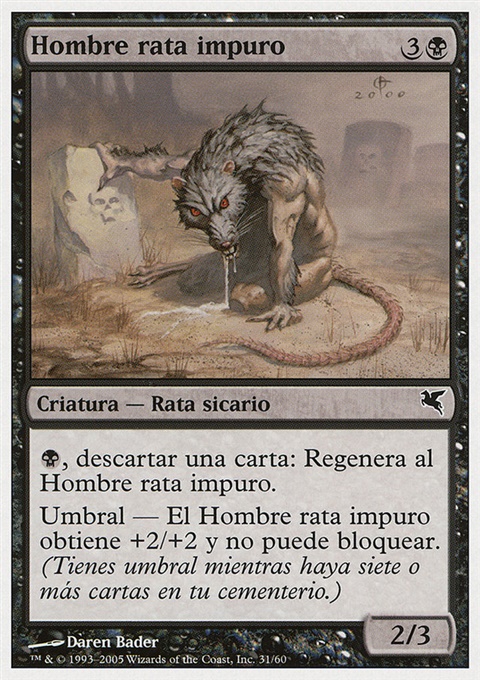 Hombre rata impuro 3
2000
Criatura — Rata sicario
, descartar una carta: Regenera al
Hombre rata impuro.
Umbral — El Hombre rata impuro
obtiene +2/+2 y no puede bloquear.
(Tienes umbral mientras haya siete o
más cartas en tu cementerio.)
Daren Bader
2/3
™ & © 1993–2005 Wizards of the Coast, Inc. 31/60